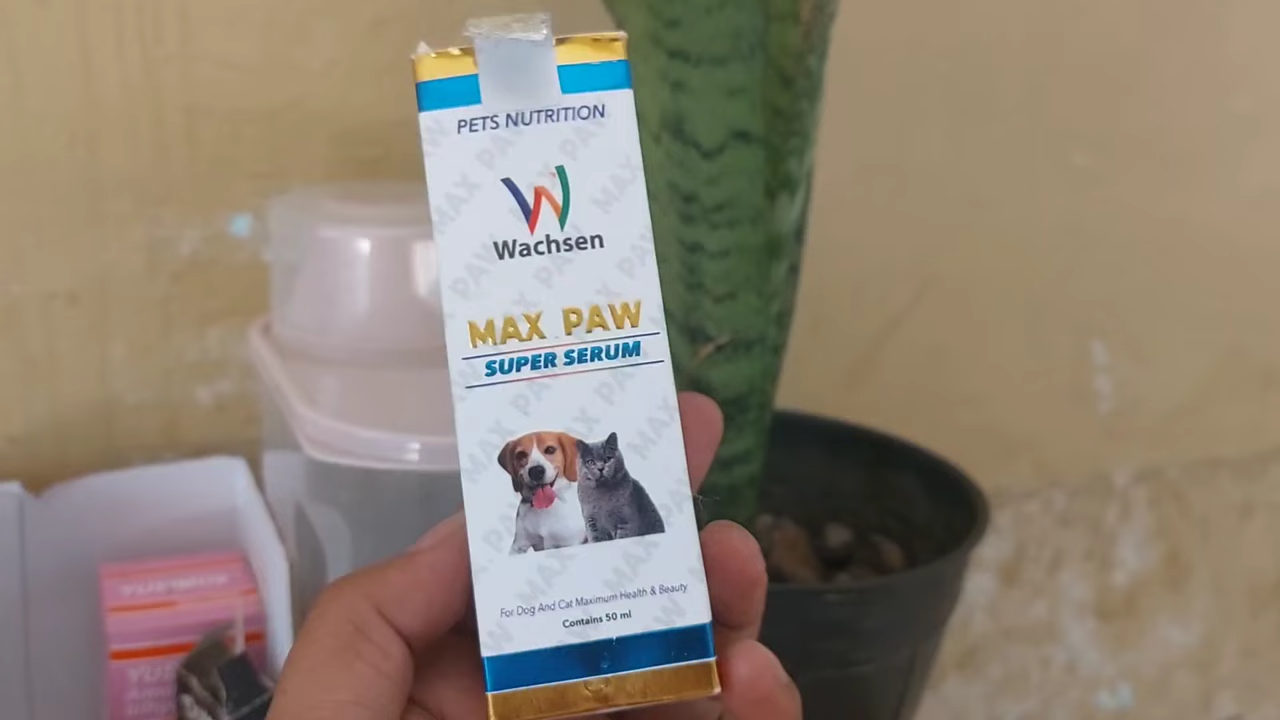 PETS NUTRITION
Wachsen
MAX PAW
SUPER SERUM
For Dog And Cat Maximum Health & Beauty
Contains 50 ml